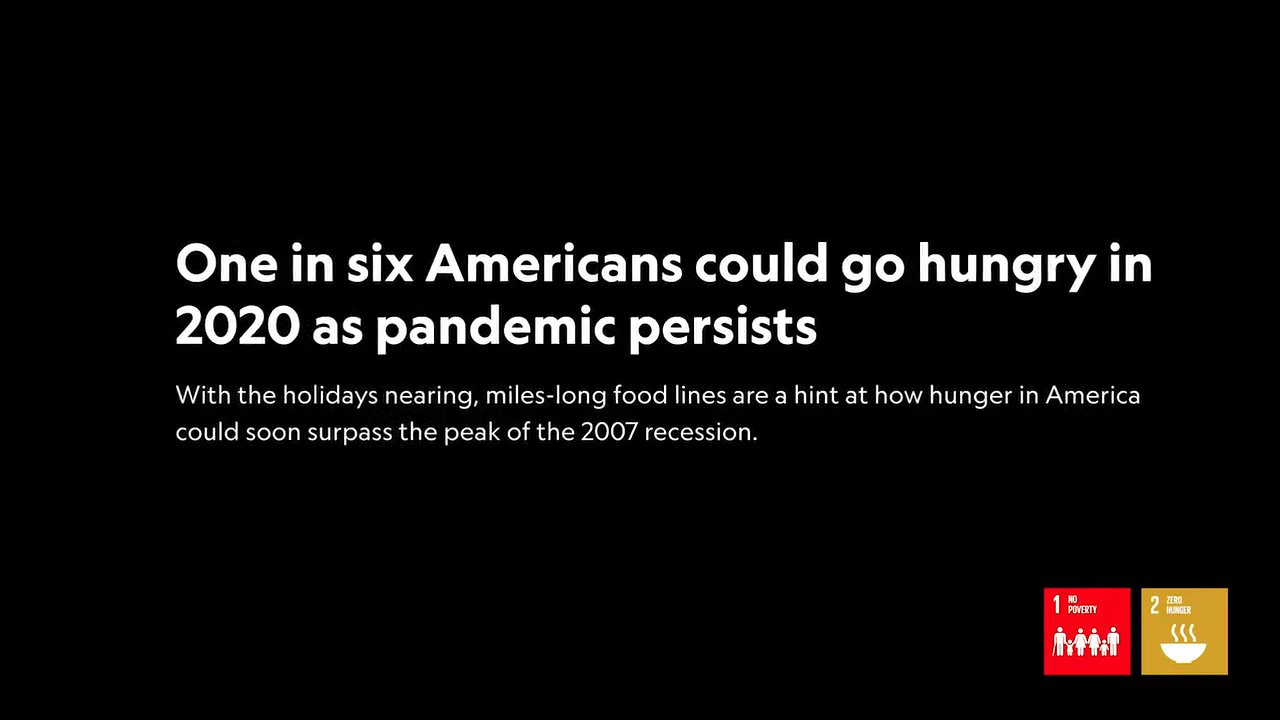 One in six Americans could go hungry in
2020 as pandemic persists
With the holidays nearing, miles-long food lines are a hint at how hunger in America
could soon surpass the peak of the 2007 recession.
1 NO
POVERTY
2 ZERO
HUNGER